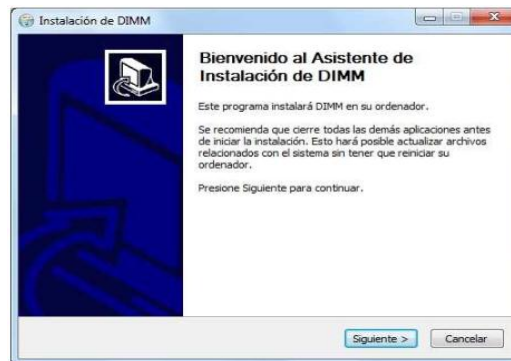 Instalación de DIMM
Bienvenido al Asistente de
Instalación de DIMM
Este programa instalará DIMM en su ordenador.
Se recomienda que cierre todas las demás aplicaciones antes
de iniciar la instalación. Esto hará posible actualizar archivos
relacionados con el sistema sin tener que reiniciar su
ordenador.
Presione Siguiente para continuar.
Siguiente >
Cancelar